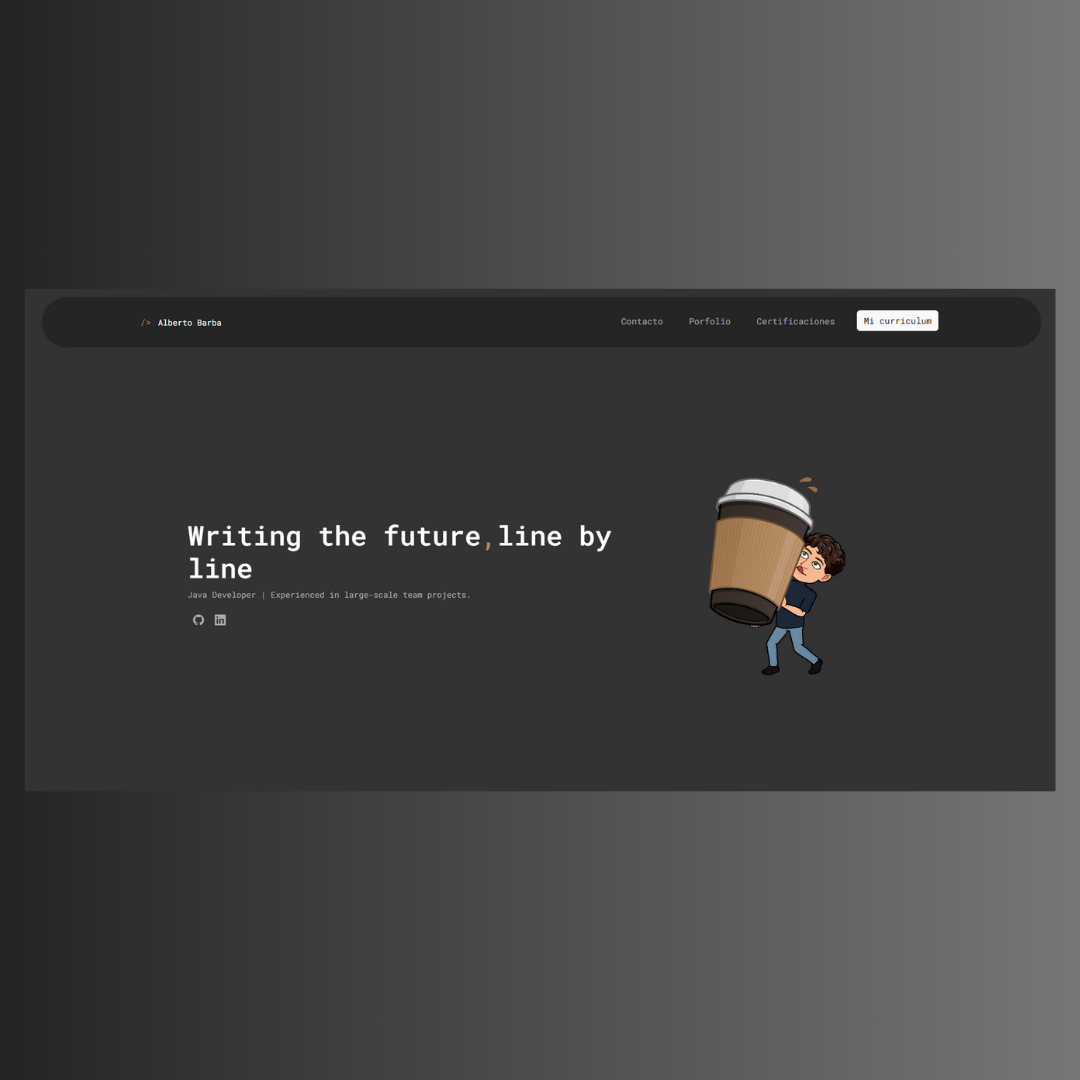 /> Alberto Barba
Contacto Porfolio Certificaciones Mi curriculum
Writing the future,line by
line
Java Developer | Experienced in large-scale team projects.
in